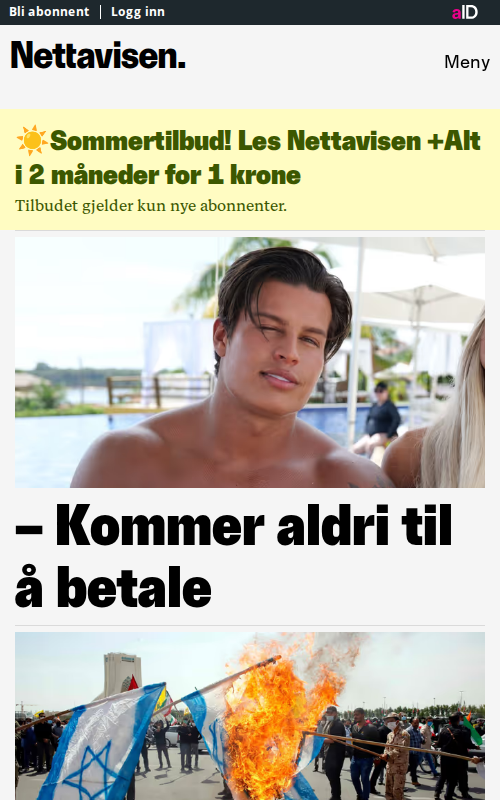 Bli abonnent | Logg inn
aID
Nettavisen.
Meny
☀️Sommertilbud! Les Nettavisen +Alt
i 2 måneder for 1 krone
Tilbudet gjelder kun nye abonnenter.
– Kommer aldri til
å betale